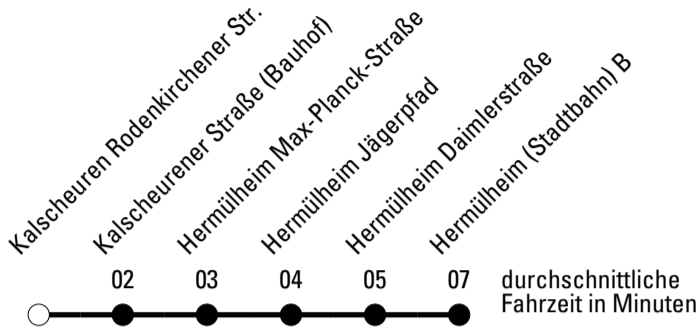 Kalscheuren Rodenkirchener Str.
Kalscheurener Straße (Bauhof)
Hermülheim Max-Planck-Straße
Hermülheim Jägerpfad
Hermülheim Daimlerstraße
Hermülheim (Stadtbahn) B
02 03 04 05 07
durchschnittliche
Fahrzeit in Minuten